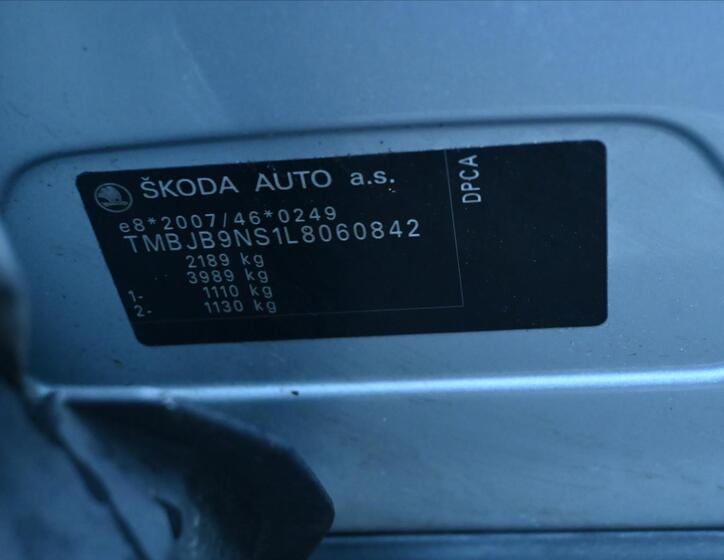 ŠKODA AUTO a.s.
e8*2007/46*0249
TMBJB9NS1L8060842
2189 kg
3989 kg
1- 1110 kg
2- 1130 kg
DPCA